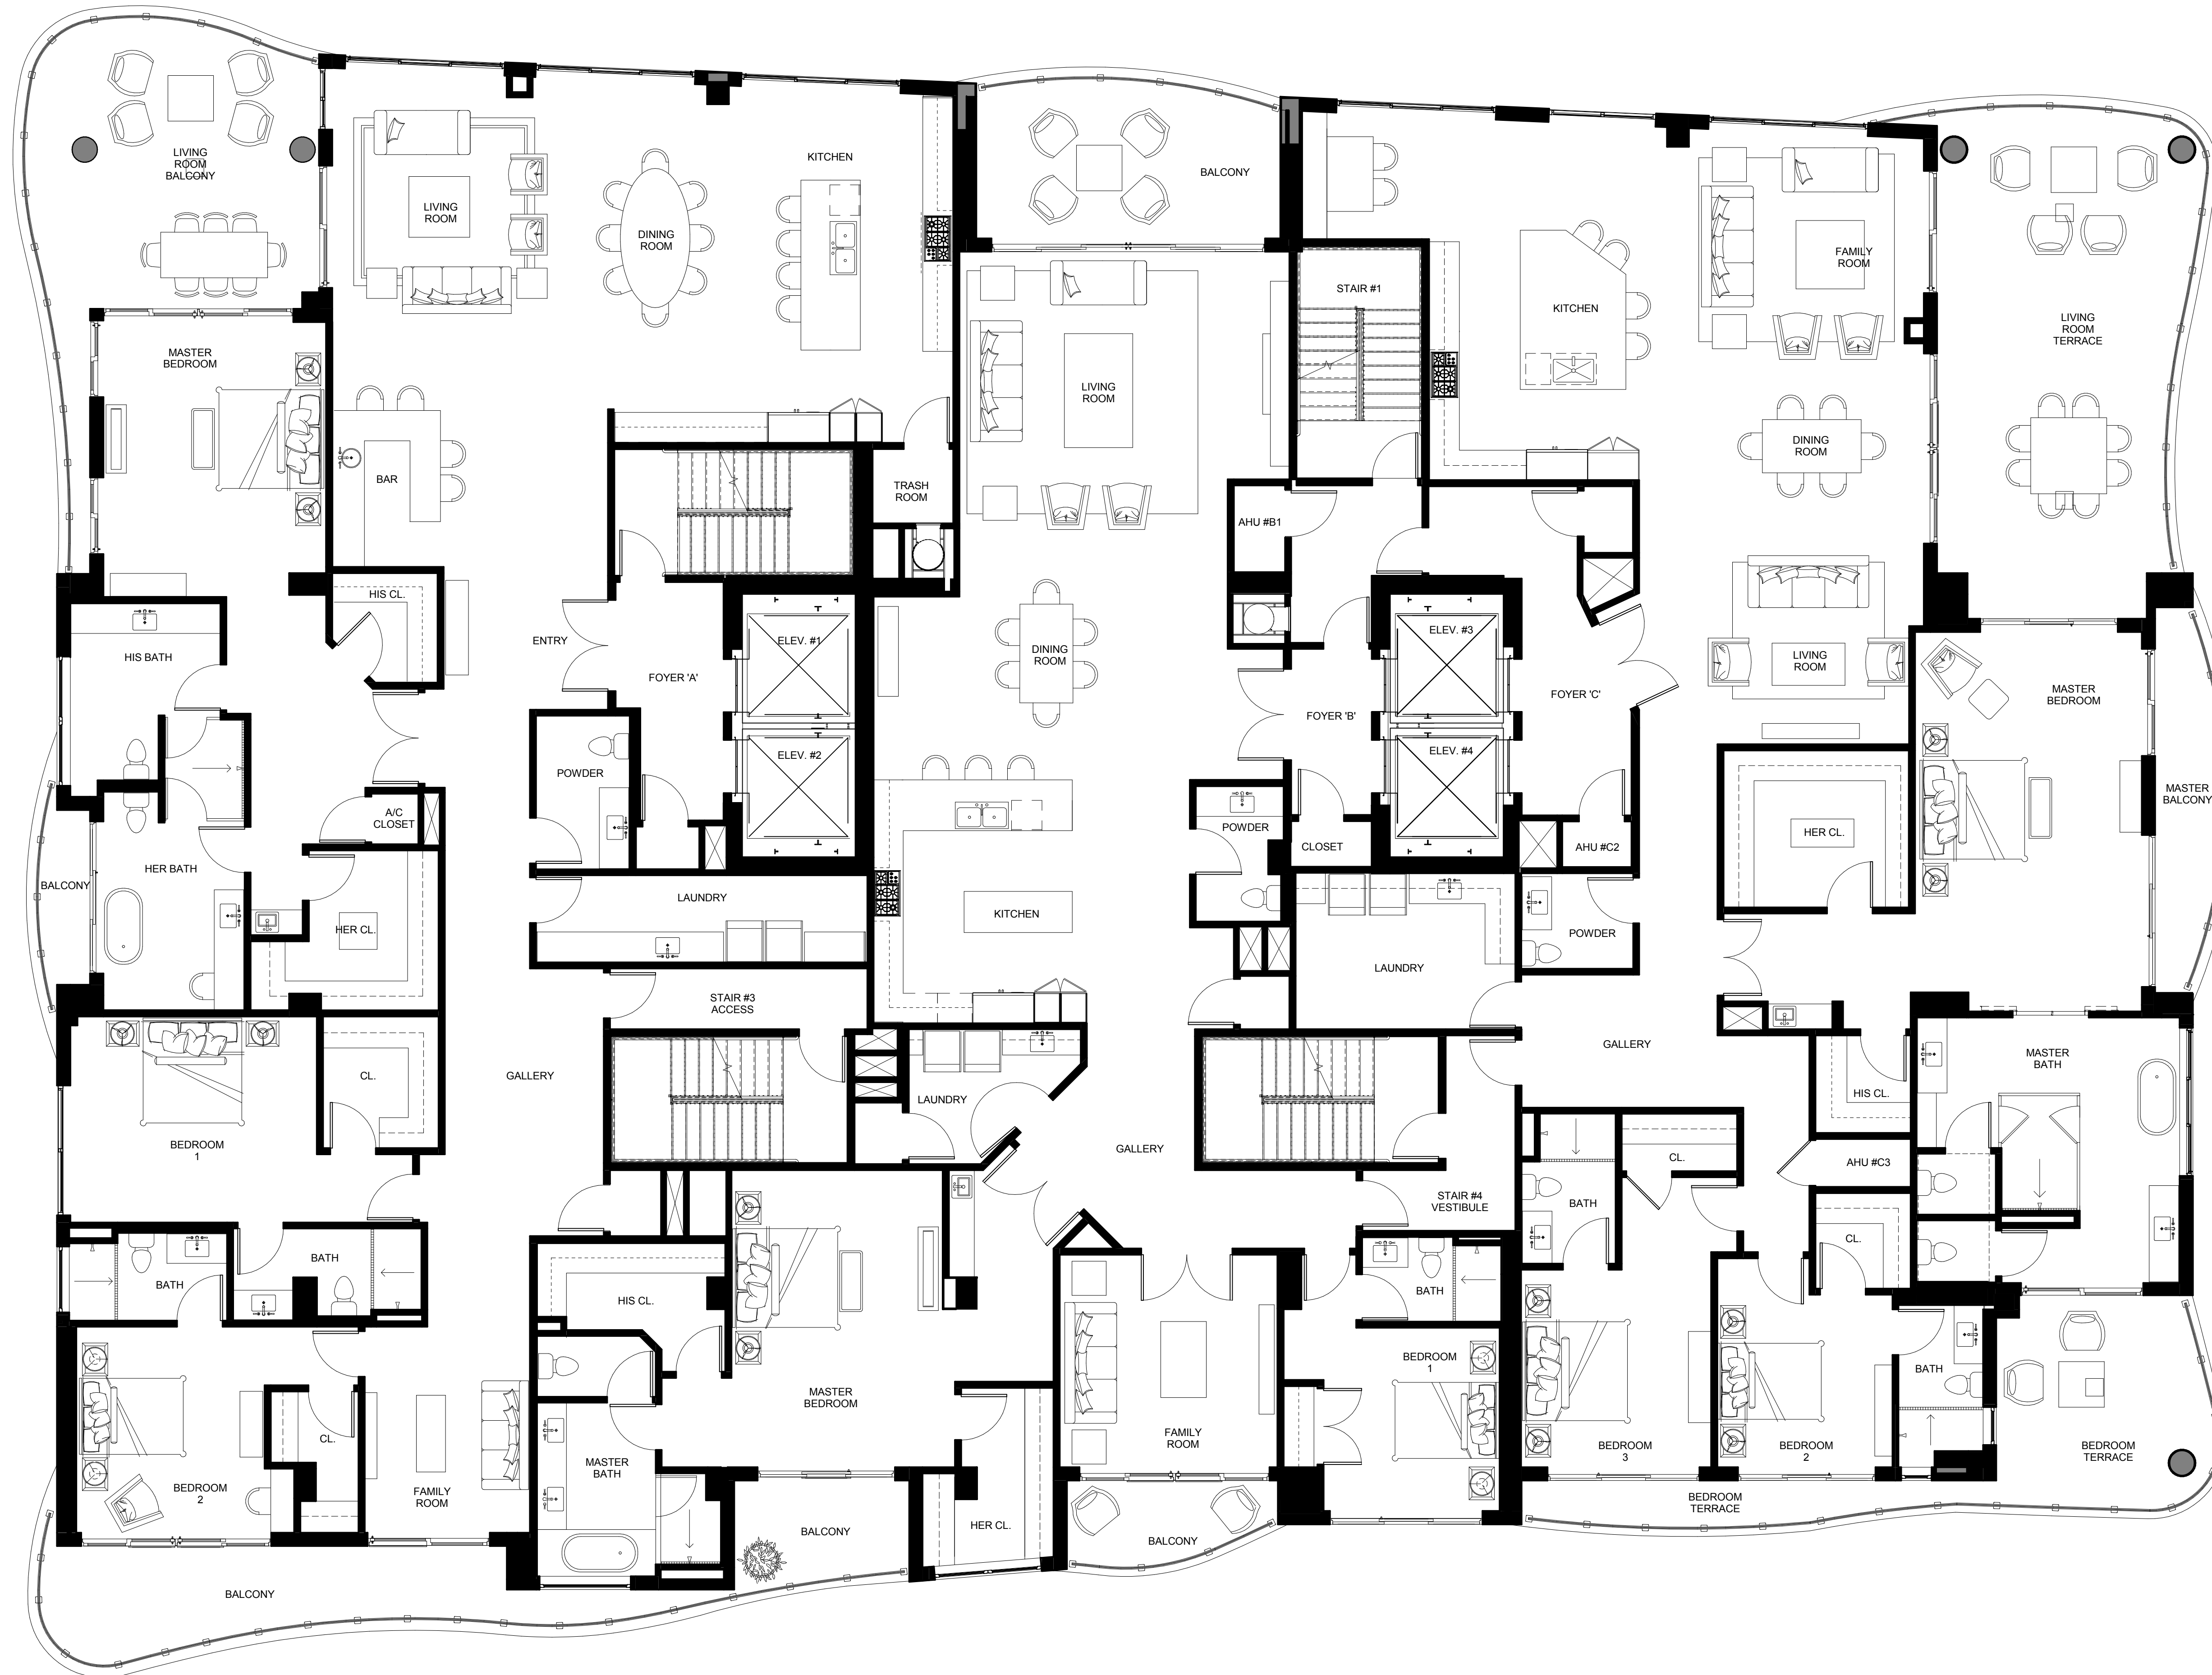 LIVING
ROOM
BALCONY
LIVING
ROOM
DINING
ROOM
KITCHEN
BALCONY
STAIR #1
KITCHEN
FAMILY
ROOM
LIVING
ROOM
TERRACE
MASTER
BEDROOM
BAR
TRASH
ROOM
LIVING
ROOM
AHU #B1
DINING
ROOM
HIS CL.
HIS BATH
ENTRY
FOYER 'A'
ELEV. #1
ELEV. #2
DINING
ROOM
FOYER 'B'
ELEV. #3
ELEV. #4
FOYER 'C'
LIVING
ROOM
MASTER
BEDROOM
MASTER
BALCONY
POWDER
A/C
CLOSET
POWDER
CLOSET
AHU #C2
HER CL.
BALCONY
HER BATH
HER CL.
LAUNDRY
KITCHEN
LAUNDRY
POWDER
STAIR #3
ACCESS
GALLERY
MASTER
BATH
CL.
GALLERY
LAUNDRY
HIS CL.
BEDROOM
1
GALLERY
CL.
AHU #C3
STAIR #4
VESTIBULE
BATH
CL.
BATH
BATH
HIS CL.
BATH
BEDROOM
1
BATH
MASTER
BEDROOM
FAMILY
ROOM
CL.
BEDROOM
2
FAMILY
ROOM
MASTER
BATH
BEDROOM
3
BEDROOM
2
BEDROOM
TERRACE
BEDROOM
TERRACE
HER CL.
BALCONY
BALCONY
BALCONY